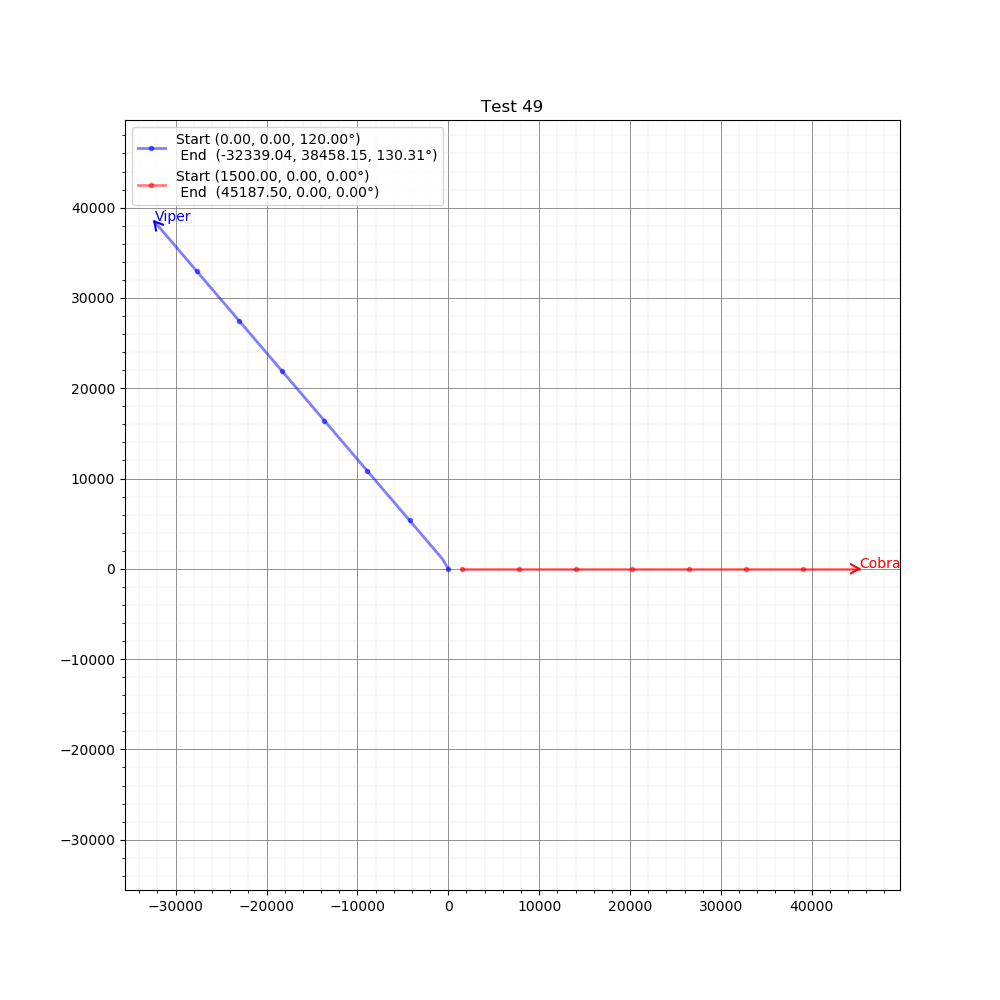 Test 49
Start (0.00, 0.00, 120.00°)
End (-32339.04, 38458.15, 130.31°)
Start (1500.00, 0.00, 0.00°)
End (45187.50, 0.00, 0.00°)
40000
Viper
30000
20000
10000
0
Cobra
−10000
−20000
−30000
−30000 −20000 −10000 0 10000 20000 30000 40000